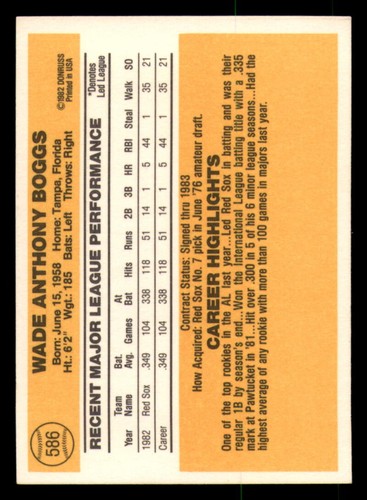 586
WADE ANTHONY BOGGS
©1982 DONRUSS
Printed in USA
Born: June 15, 1958 Home: Tampa, Florida
Ht.: 6'2" Wgt.: 185 Bats: Left Throws: Right
RECENT MAJOR LEAGUE PERFORMANCE
*Denotes
Led League
Year Team Name Bat. Avg. Games At Bat Hits Runs 2B 3B HR RBI Steal Walk SO
1982 Red Sox .349 104 338 118 51 14 1 5 44 1 35 21
Career .349 104 338 118 51 14 1 5 44 1 35 21
Contract Status: Signed thru 1983
How Acquired: Red Sox No. 7 pick in June '76 amateur draft.
CAREER HIGHLIGHTS
One of the top rookies in the AL last year...Led Red Sox in batting and was their
regular 1B by season's end...Won the International League batting title with a .335
mark at Pawtucket in '81...Hit over .300 in 5 of his 6 minor league seasons...Had the
highest average of any rookie with more than 100 games in majors last year.